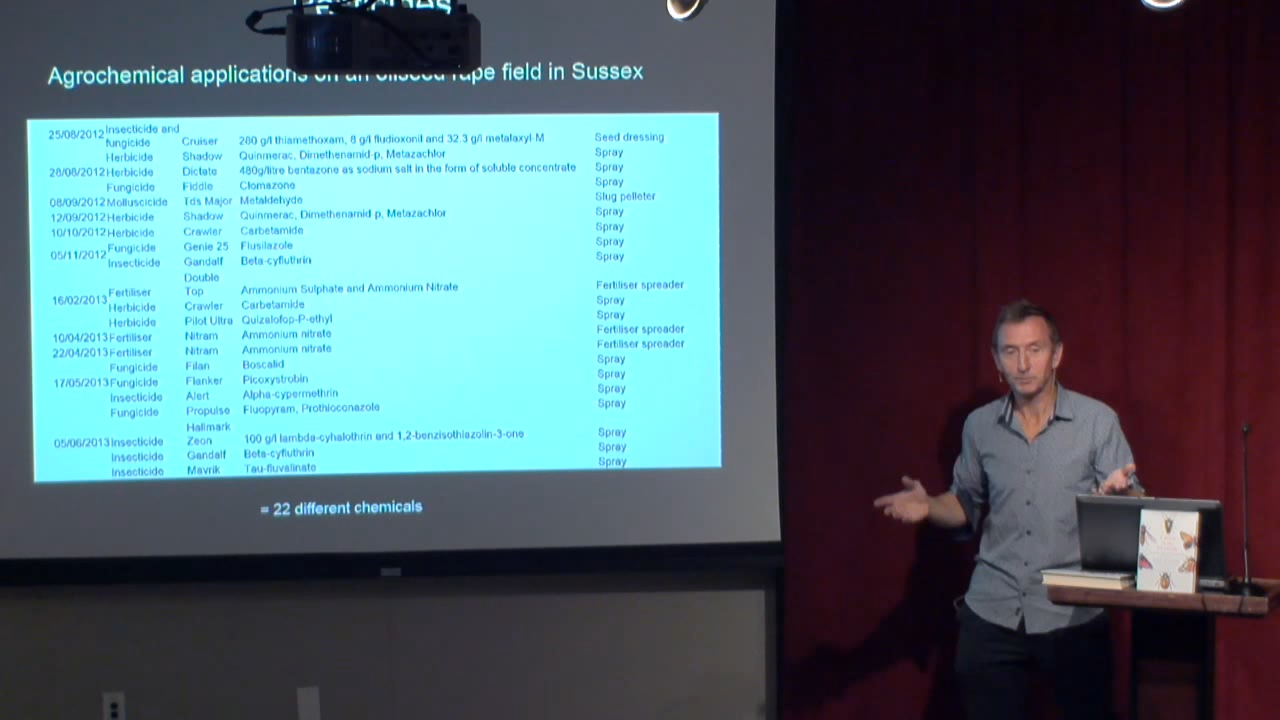 Agrochemical applications on an oilseed rape field in Sussex
25/08/2012 Insecticide and fungicide Cruiser 280 g/l thiamethoxam, 8 g/l fludioxonil and 32.3 g/l metalaxyl-M Seed dressing
Herbicide Shadow Quinmerac, Dimethenamid-p, Metazachlor Spray
28/08/2012 Herbicide Dictate 480g/litre bentazone as sodium salt in the form of soluble concentrate Spray
Fungicide Fiddle Clomazone Spray
08/09/2012 Molluscicide Tds Major Metaldehyde Slug pelleter
12/09/2012 Herbicide Shadow Quinmerac, Dimethenamid-p, Metazachlor Spray
10/10/2012 Herbicide Crawler Carbetamide Spray
05/11/2012 Fungicide Genie 25 Flusilazole Spray
Insecticide Gandalf Beta-cyfluthrin Spray
16/02/2013 Fertiliser Double Top Ammonium Sulphate and Ammonium Nitrate Fertiliser spreader
Herbicide Crawler Carbetamide Spray
Herbicide Pilot Ultra Quizalofop-P-ethyl Spray
10/04/2013 Fertiliser Nitram Ammonium nitrate Fertiliser spreader
22/04/2013 Fertiliser Nitram Ammonium nitrate Fertiliser spreader
Fungicide Filan Boscalid Spray
17/05/2013 Fungicide Flanker Picoxystrobin Spray
Insecticide Alert Alpha-cypermethrin Spray
Fungicide Propulse Fluopyram, Prothioconazole Spray
05/06/2013 Insecticide Hallmark Zeon 100 g/l lambda-cyhalothrin and 1,2-benzisothiazolin-3-one Spray
Insecticide Gandalf Beta-cyfluthrin Spray
Insecticide Mavrik Tau-fluvalinate Spray
= 22 different chemicals